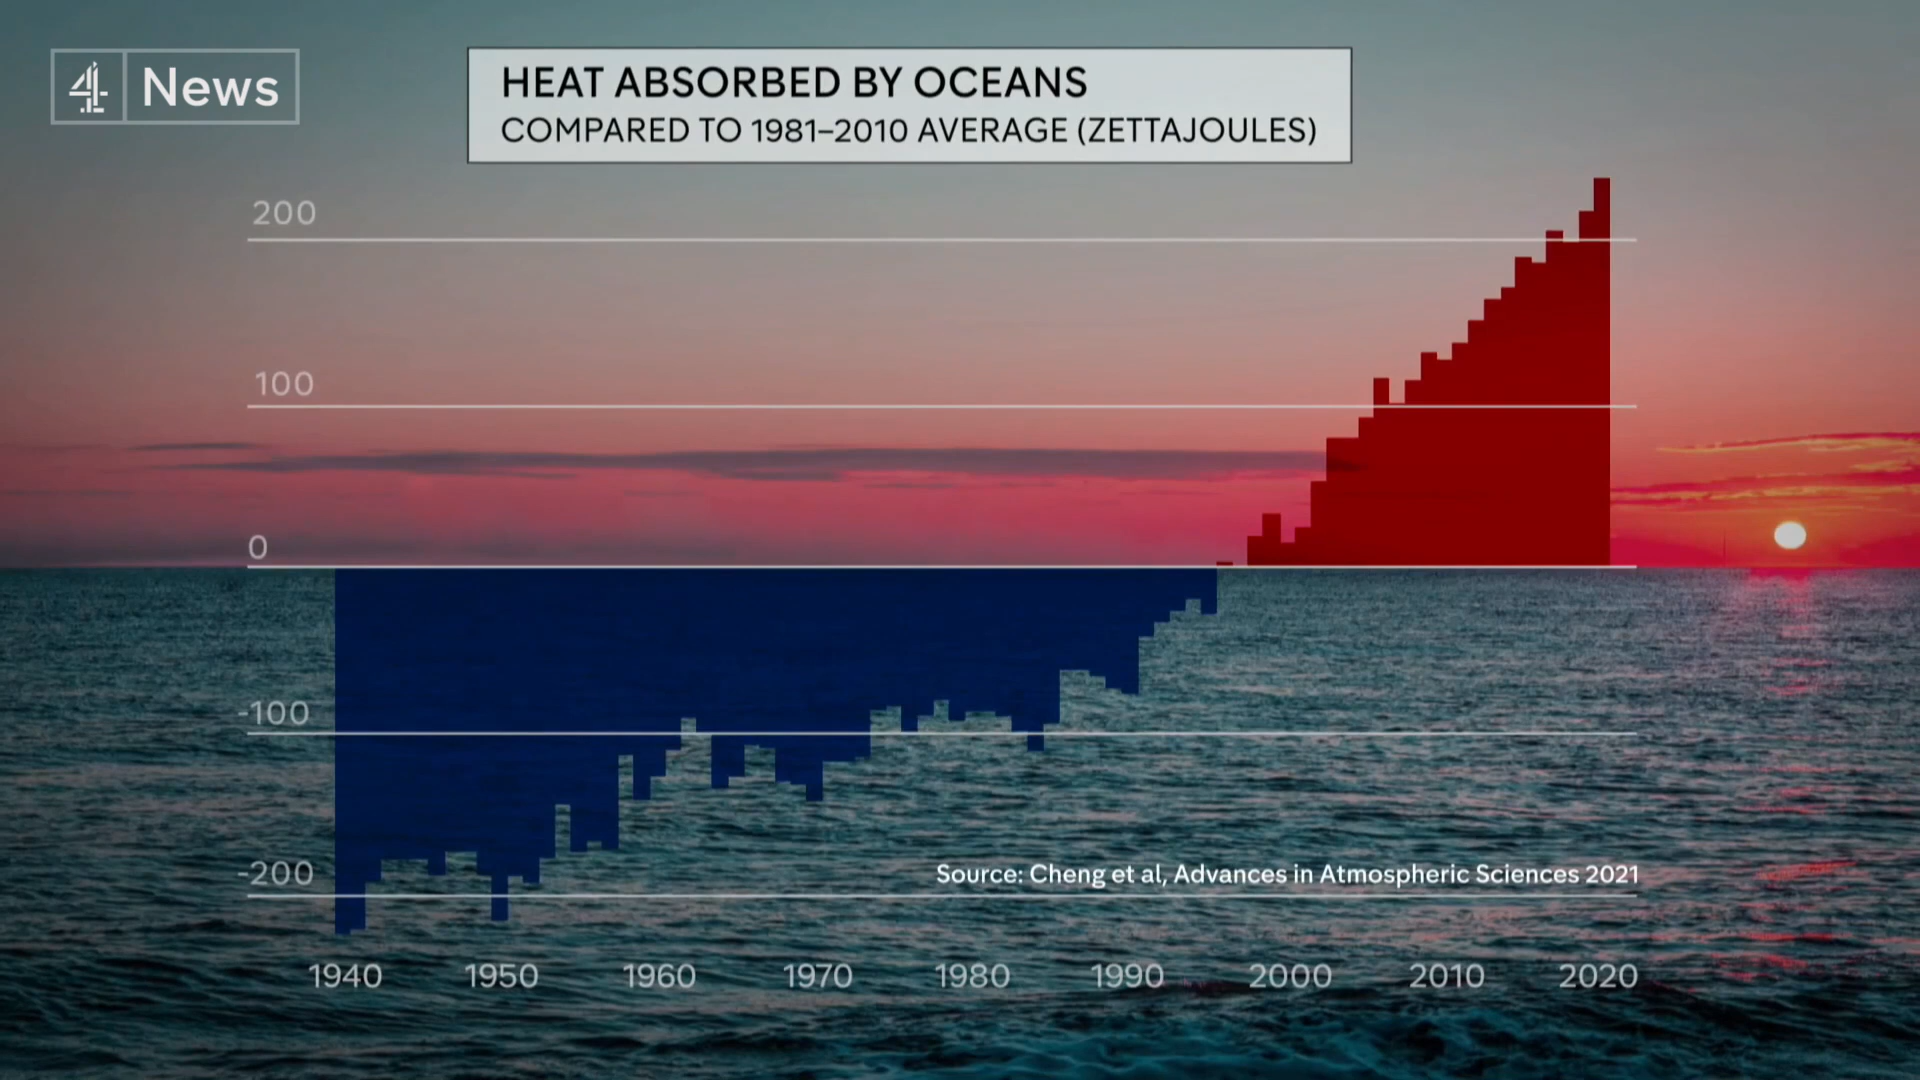 4 News
HEAT ABSORBED BY OCEANS
COMPARED TO 1981–2010 AVERAGE (ZETTAJOULES)
200
100
0
-100
-200
Source: Cheng et al, Advances in Atmospheric Sciences 2021
1940 1950 1960 1970 1980 1990 2000 2010 2020